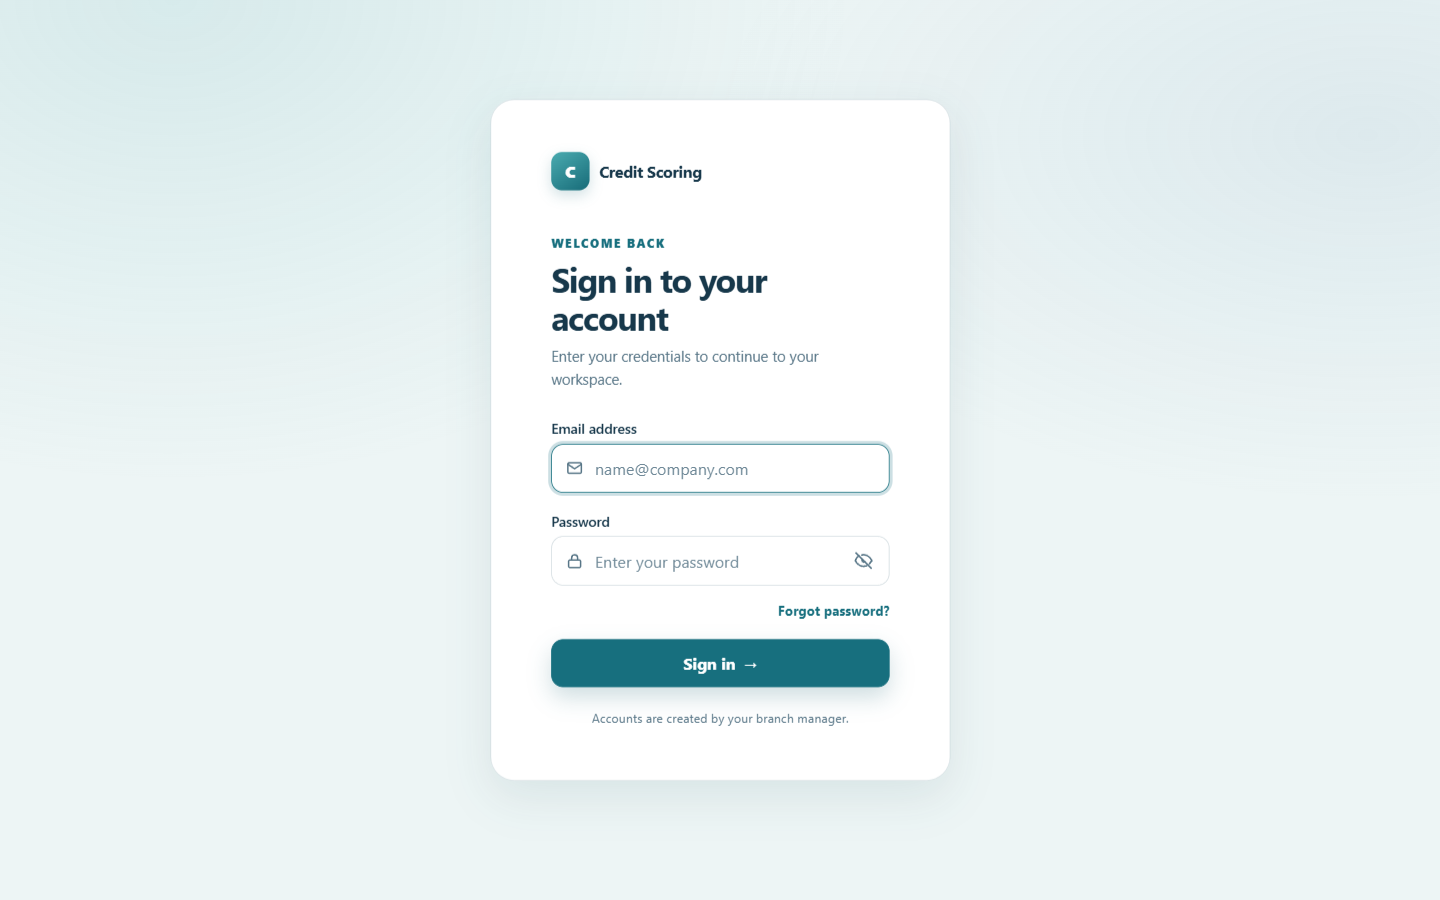 C
Credit Scoring
WELCOME BACK
Sign in to your
account
Enter your credentials to continue to your
workspace.
Email address
name@company.com
Password
Enter your password
Forgot password?
Sign in →
Accounts are created by your branch manager.